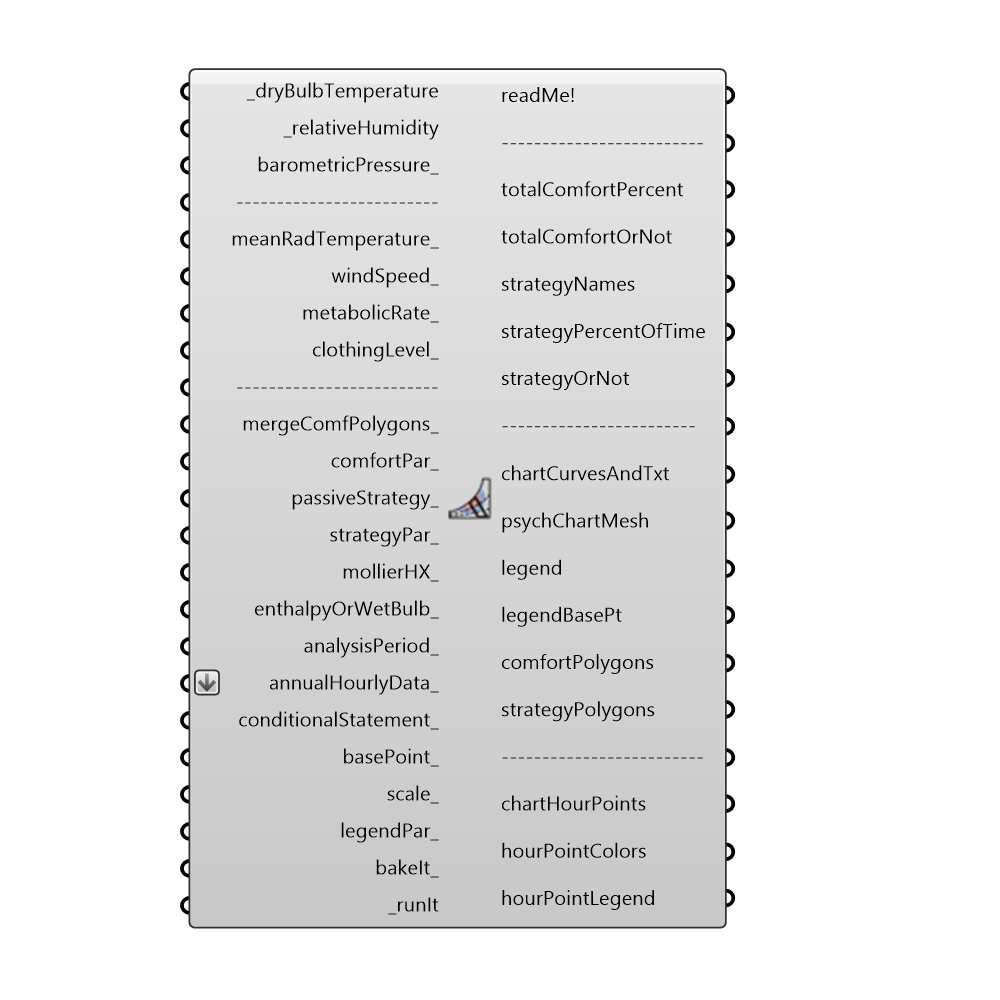 _dryBulbTemperature
_relativeHumidity
barometricPressure_
-------------------------
meanRadTemperature_
windSpeed_
metabolicRate_
clothingLevel_
-------------------------
mergeComfPolygons_
comfortPar_
passiveStrategy_
strategyPar_
mollierHX_
enthalpyOrWetBulb_
analysisPeriod_
annualHourlyData_
conditionalStatement_
basePoint_
scale_
legendPar_
bakeIt_
_runIt
readMe!
-------------------------
totalComfortPercent
totalComfortOrNot
strategyNames
strategyPercentOfTime
strategyOrNot
------------------------
chartCurvesAndTxt
psychChartMesh
legend
legendBasePt
comfortPolygons
strategyPolygons
-------------------------
chartHourPoints
hourPointColors
hourPointLegend